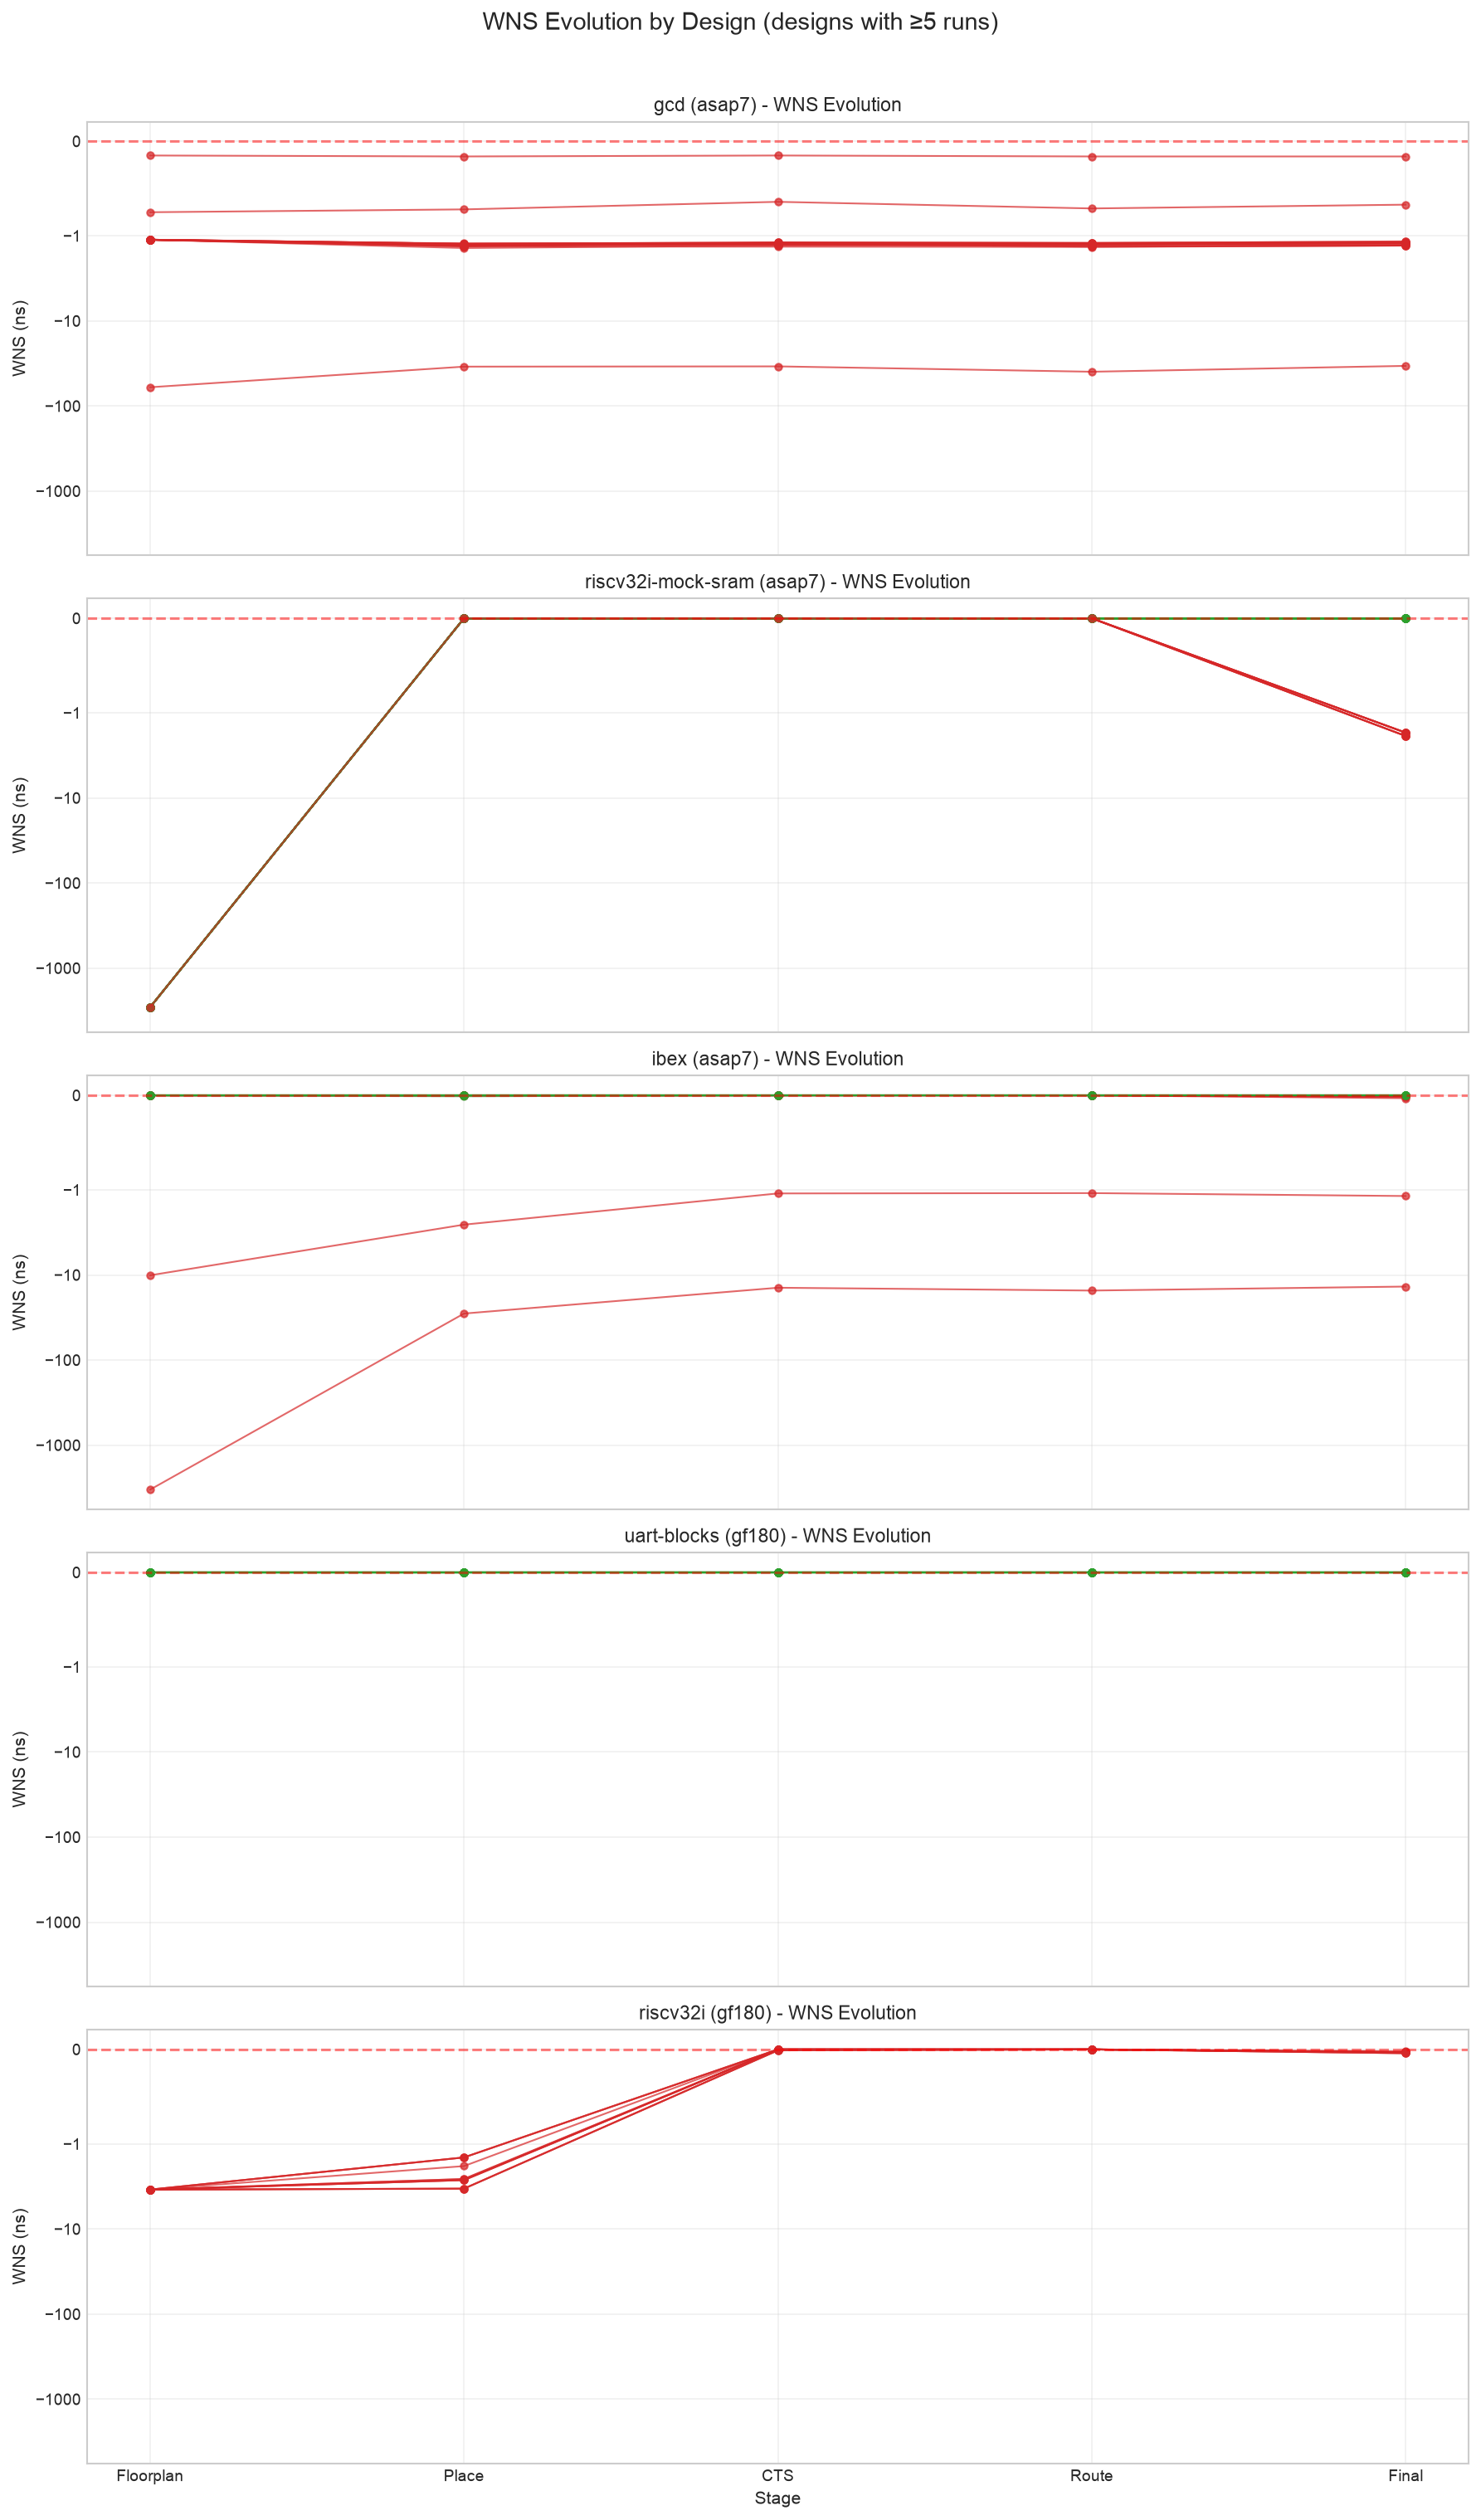 WNS Evolution by Design (designs with ≥5 runs)
gcd (asap7) - WNS Evolution
0
−1
−10
−100
−1000
WNS (ns)
riscv32i-mock-sram (asap7) - WNS Evolution
0
−1
−10
−100
−1000
WNS (ns)
ibex (asap7) - WNS Evolution
0
−1
−10
−100
−1000
WNS (ns)
uart-blocks (gf180) - WNS Evolution
0
−1
−10
−100
−1000
WNS (ns)
riscv32i (gf180) - WNS Evolution
0
−1
−10
−100
−1000
WNS (ns)
Floorplan Place CTS Route Final
Stage